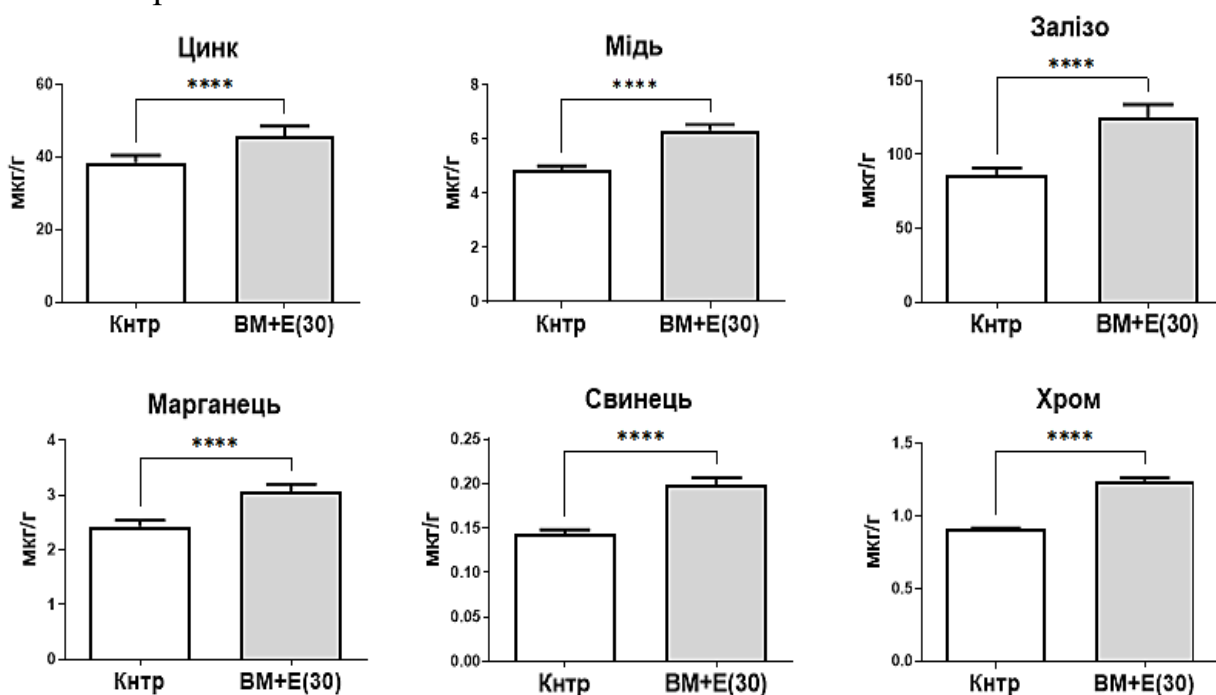 Цинк
60
40
20
0
мкг/г
****
Кнтр
ВМ+Е(30)
Мідь
8
6
4
2
0
мкг/г
****
Кнтр
ВМ+Е(30)
Залізо
150
100
50
0
мкг/г
****
Кнтр
ВМ+Е(30)
Марганець
4
3
2
1
0
мкг/г
****
Кнтр
ВМ+Е(30)
Свинець
0.25
0.20
0.15
0.10
0.05
0.00
мкг/г
****
Кнтр
ВМ+Е(30)
Хром
1.5
1.0
0.5
0.0
мкг/г
****
Кнтр
ВМ+Е(30)